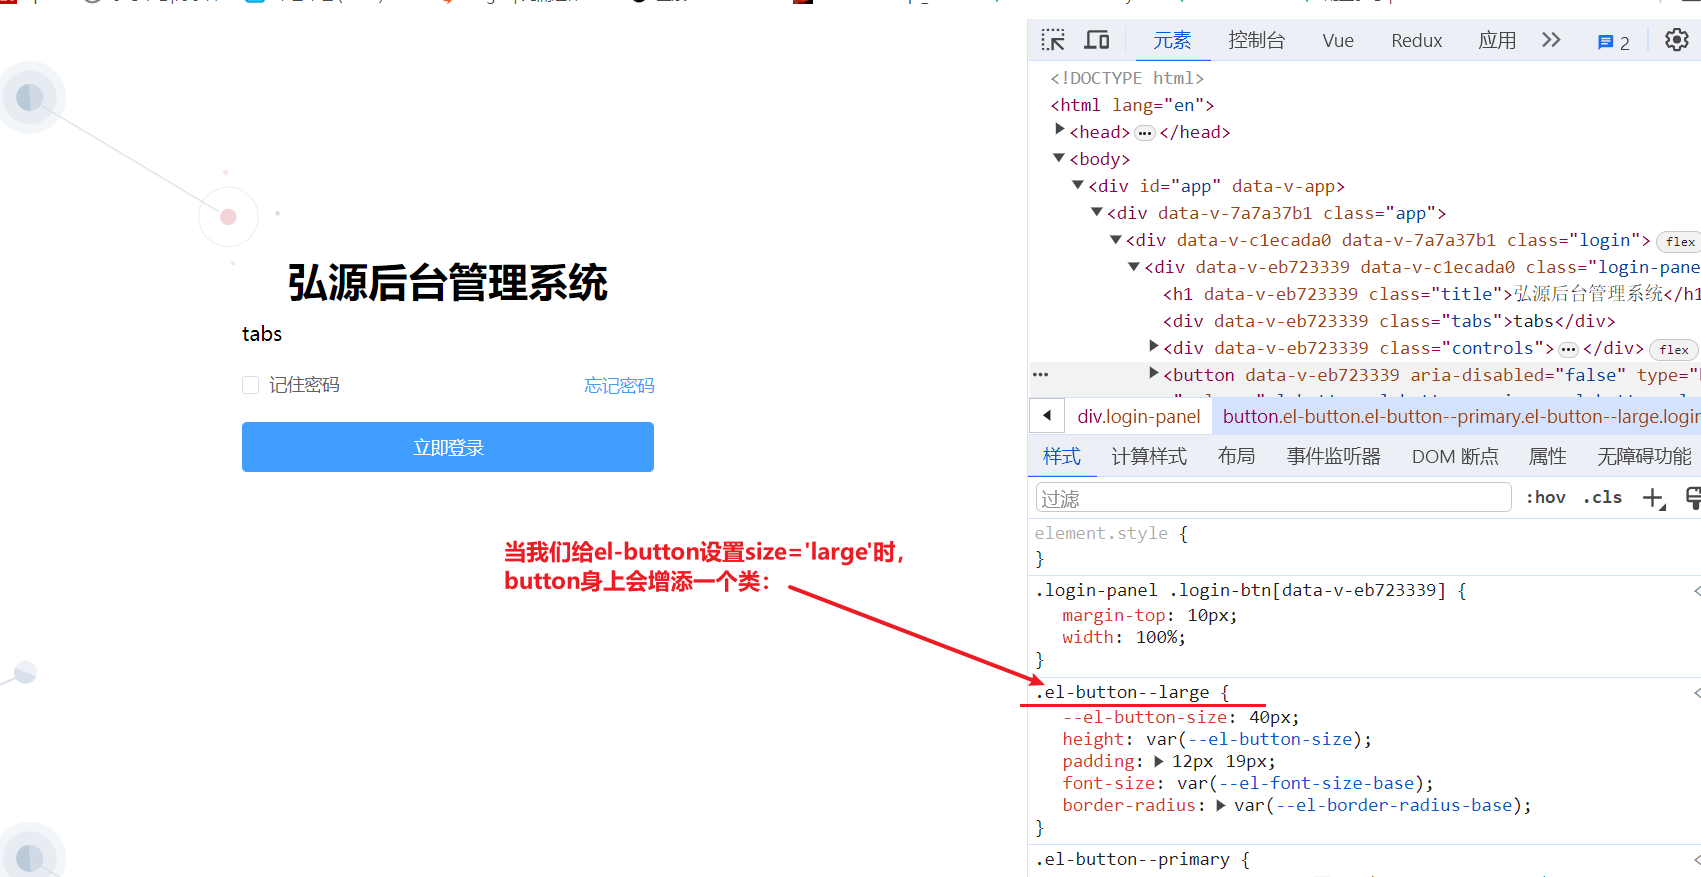 元素 控制台 Vue Redux 应用 2
<!DOCTYPE html>
<html lang="en">
<head> ••• </head>
<body>
<div id="app" data-v-app>
<div data-v-7a7a37b1 class="app">
<div data-v-c1ecada0 data-v-7a7a37b1 class="login"> flex
<div data-v-eb723339 data-v-c1ecada0 class="login-pane
<h1 data-v-eb723339 class="title">弘源后台管理系统</h1
<div data-v-eb723339 class="tabs">tabs</div>
<div data-v-eb723339 class="controls"> ••• </div> flex
••• <button data-v-eb723339 aria-disabled="false" type="
div.login-panel button.el-button.el-button--primary.el-button--large.login
样式 计算样式 布局 事件监听器 DOM 断点 属性 无障碍功能
过滤 :hov .cls
element.style {
}
.login-panel .login-btn[data-v-eb723339] {
margin-top: 10px;
width: 100%;
}
.el-button--large {
--el-button-size: 40px;
height: var(--el-button-size);
padding: 12px 19px;
font-size: var(--el-font-size-base);
border-radius: var(--el-border-radius-base);
}
.el-button--primary {
弘源后台管理系统
tabs
记住密码 忘记密码
立即登录
当我们给el-button设置size='large'时，
button身上会增添一个类：